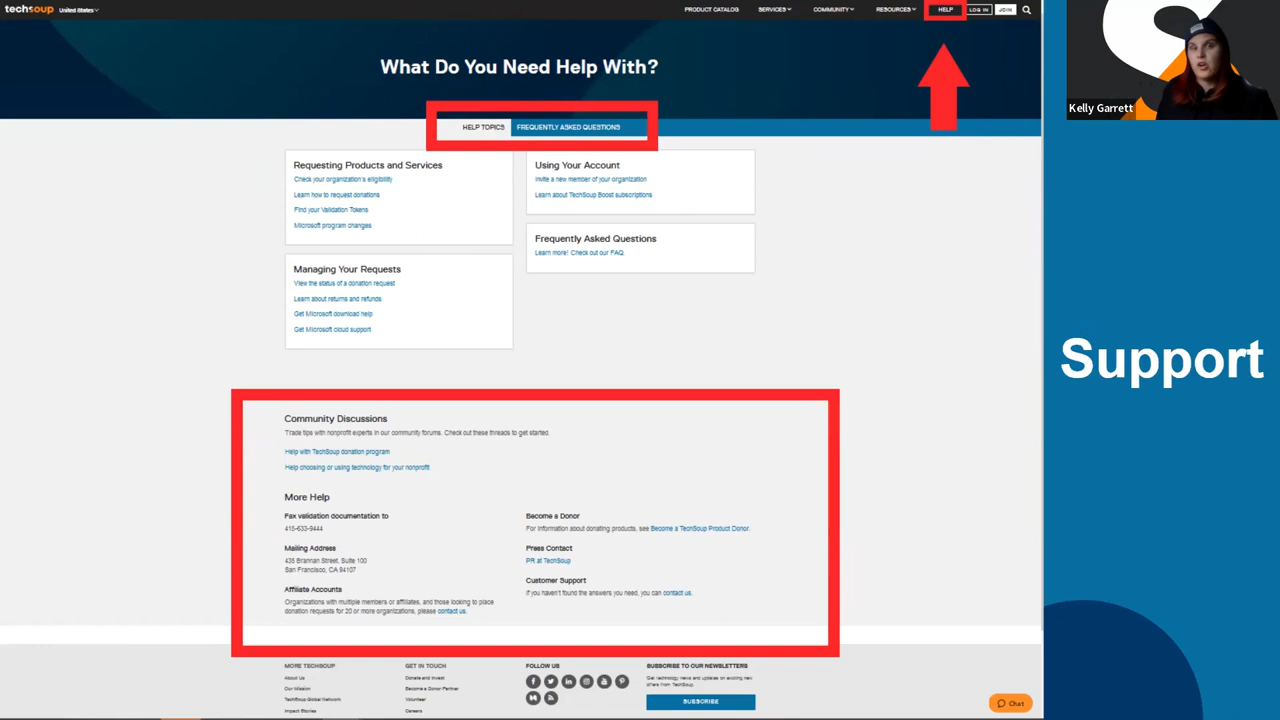 techsoup United States
PRODUCT CATALOG SERVICES COMMUNITY RESOURCES HELP LOG IN JOIN
Kelly Garrett
What Do You Need Help With?
HELP TOPICS FREQUENTLY ASKED QUESTIONS
Requesting Products and Services
Check your organization's eligibility
Learn how to request donations
Find your Validation Tokens
Microsoft program changes
Using Your Account
Invite a new member of your organization
Learn about TechSoup Boost subscriptions
Frequently Asked Questions
Learn more! Check out our FAQ.
Managing Your Requests
View the status of a donation request
Learn about returns and refunds
Get Microsoft download help
Get Microsoft cloud support
Support
Community Discussions
Trade tips with nonprofit experts in our community forums. Check out these threads to get started.
Help with TechSoup donation program
Help choosing or using technology for your nonprofit
More Help
Fax validation documentation to
415-633-9444
Mailing Address
435 Brannan Street, Suite 100
San Francisco, CA 94107
Affiliate Accounts
Organizations with multiple members or affiliates, and those looking to place
donation requests for 20 or more organizations, please contact us.
Become a Donor
For information about donating products, see Become a TechSoup Product Donor.
Press Contact
PR at TechSoup
Customer Support
If you haven't found the answers you need, you can contact us.
MORE TECHSOUP
About Us
Our Mission
TechSoup Global Network
Impact Stories
GET IN TOUCH
Donate and Invest
Become a Donor Partner
Volunteer
Careers
FOLLOW US
SUBSCRIBE TO OUR NEWSLETTERS
Get technology news and updates on exciting new
offers from TechSoup.
SUBSCRIBE
Chat